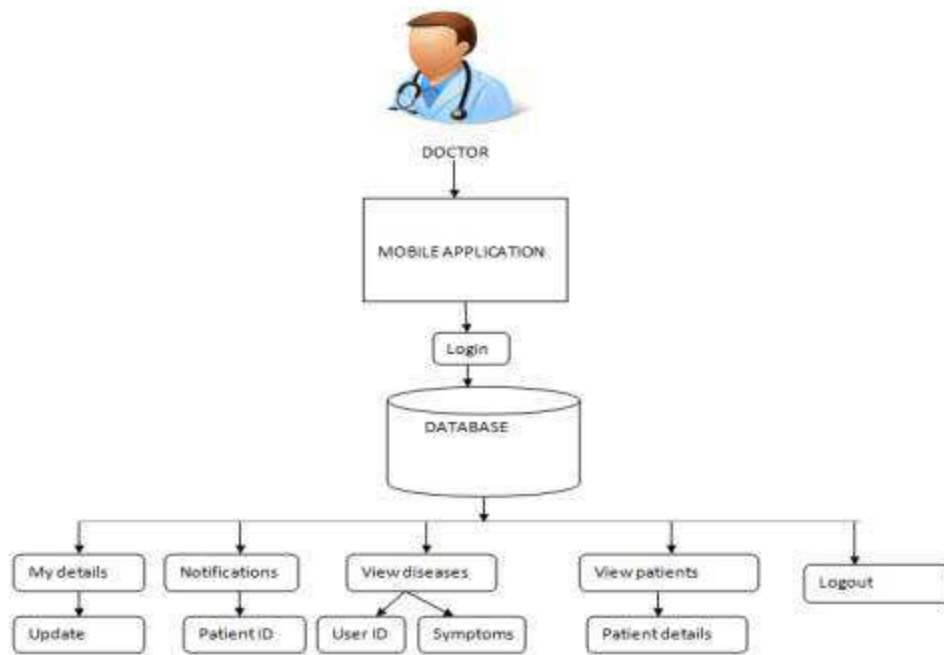 DOCTOR
MOBILE APPLICATION
Login
DATABASE
My details
Notifications
View diseases
View patients
Logout
Update
Patient ID
User ID
Symptoms
Patient details